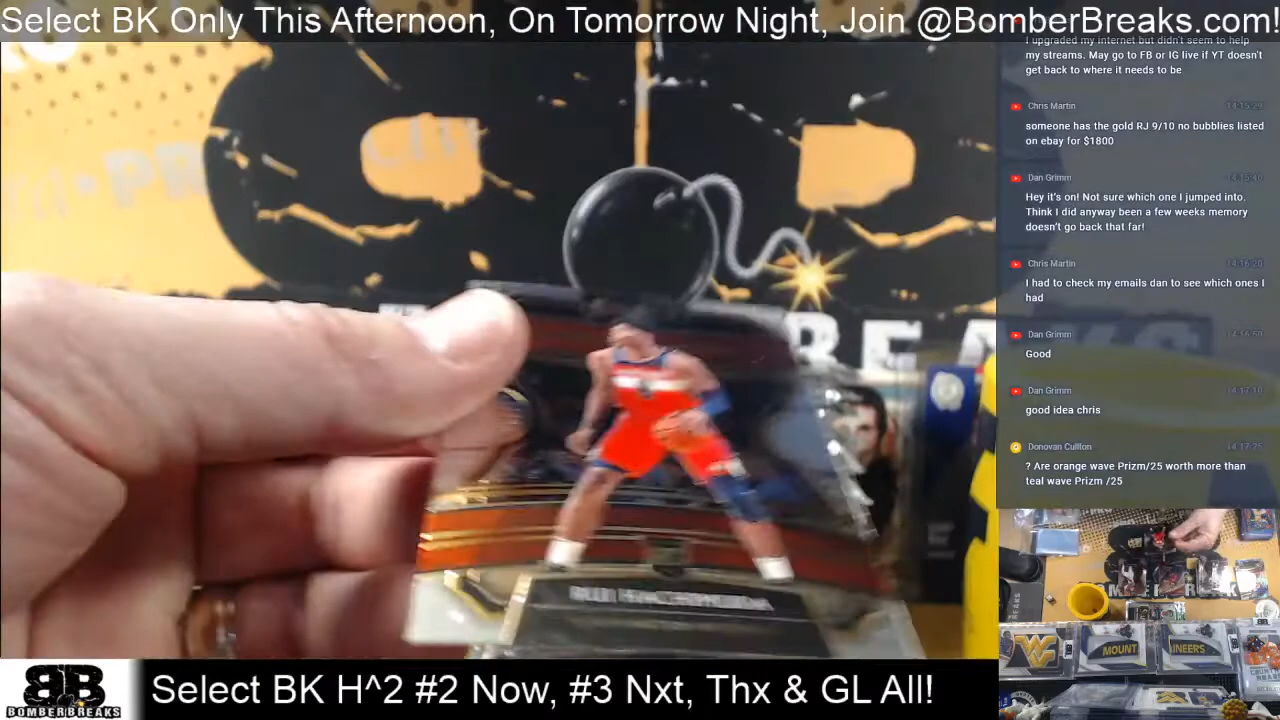 Select BK Only This Afternoon, On Tomorrow Night, Join @BomberBreaks.com!
I upgraded my internet but didn't seem to help
my streams. May go to FB or IG live if YT doesn't
get back to where it needs to be
Chris Martin
someone has the gold RJ 9/10 no bubblies listed
on ebay for $1800
Dan Grimm
Hey it's on! Not sure which one I jumped into.
Think I did anyway been a few weeks memory
doesn't go back that far!
Chris Martin
I had to check my emails dan to see which ones I
had
Dan Grimm
Good
Dan Grimm
good idea chris
Donovan Cullton
? Are orange wave Prizm/25 worth more than
teal wave Prizm /25
MOUNT
INEERS
BB
BOMBERBREAKS
Select BK H^2 #2 Now, #3 Nxt, Thx & GL All!